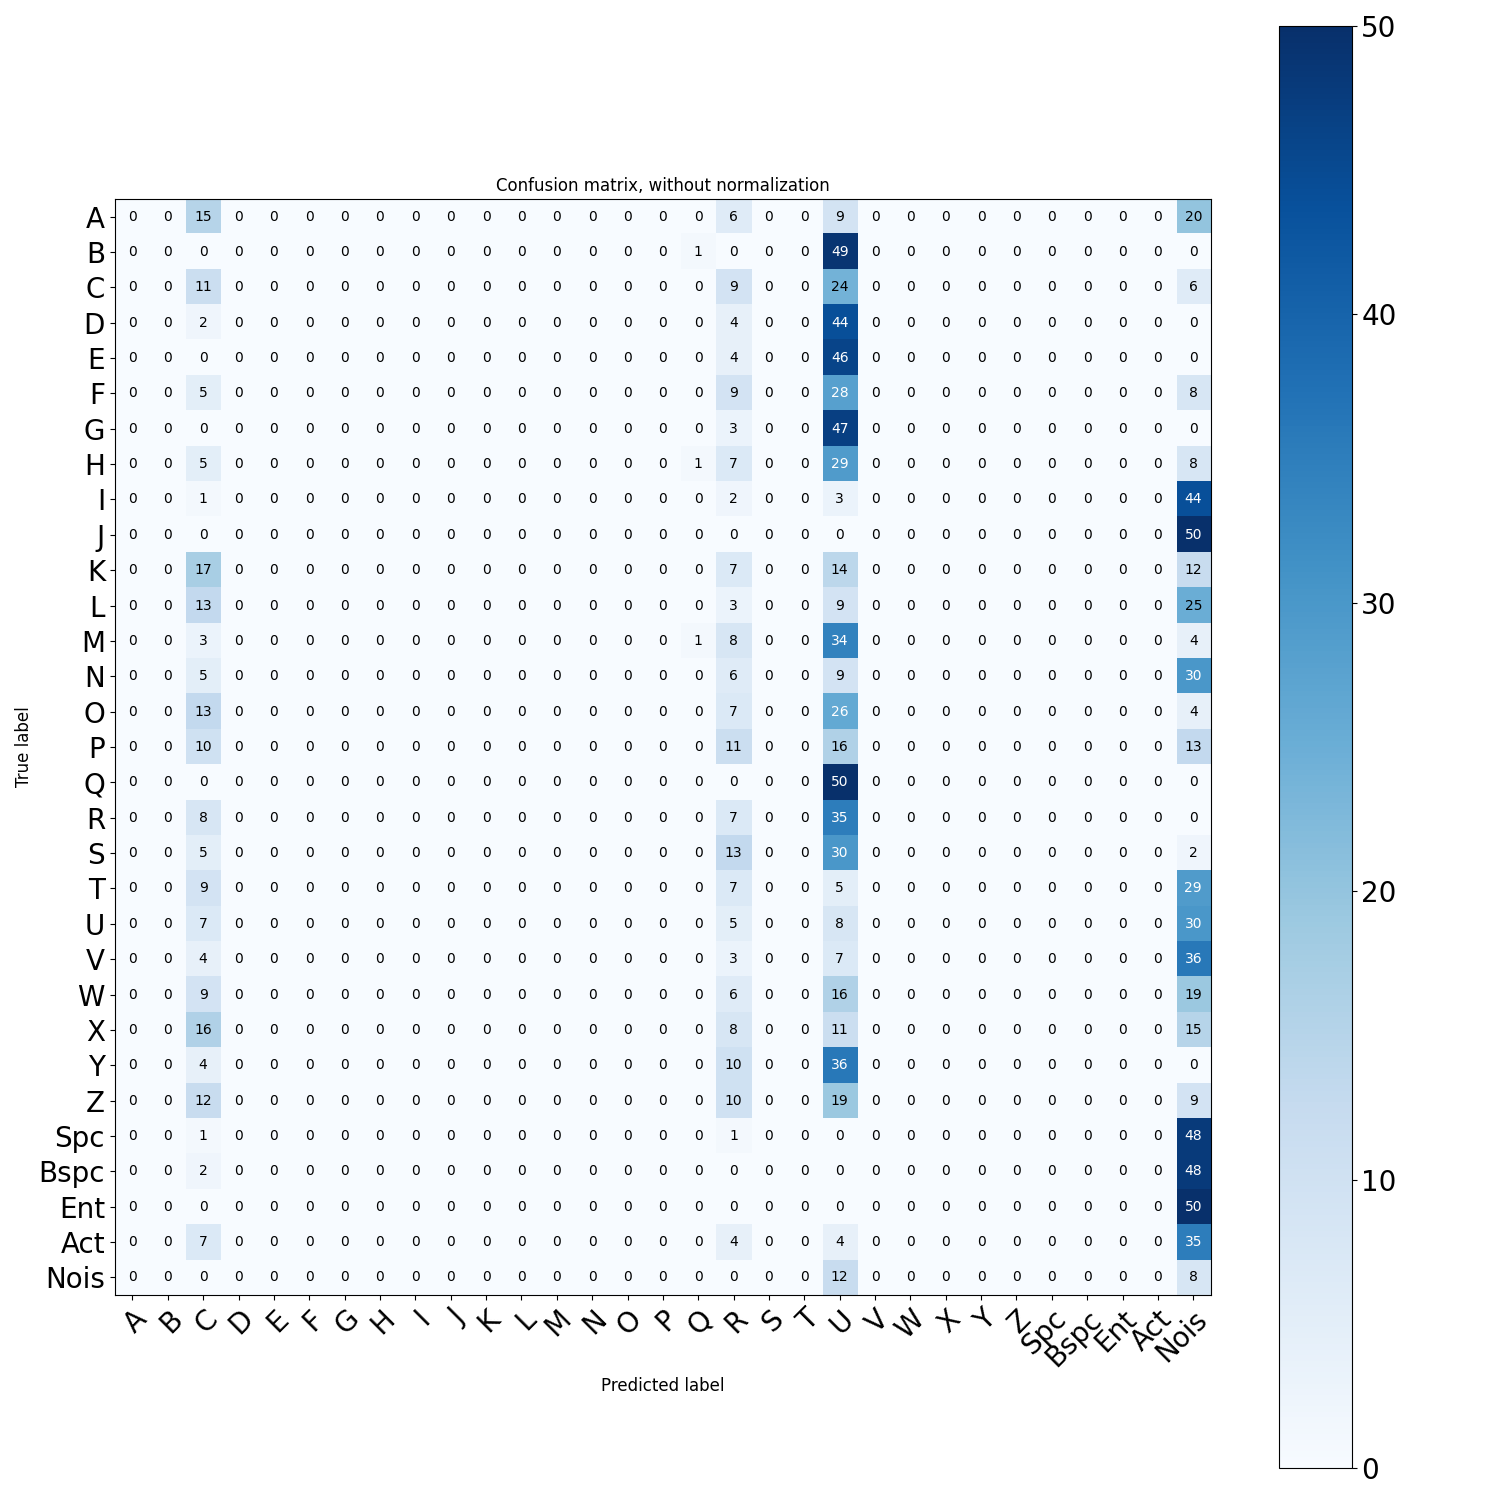 Confusion matrix, without normalization
A 0 0 15 0 0 0 0 0 0 0 0 0 0 0 0 0 0 6 0 0 9 0 0 0 0 0 0 0 0 0 20
B 0 0 0 0 0 0 0 0 0 0 0 0 0 0 0 0 1 0 0 0 49 0 0 0 0 0 0 0 0 0 0
C 0 0 11 0 0 0 0 0 0 0 0 0 0 0 0 0 0 9 0 0 24 0 0 0 0 0 0 0 0 0 6
D 0 0 2 0 0 0 0 0 0 0 0 0 0 0 0 0 0 4 0 0 44 0 0 0 0 0 0 0 0 0 0
E 0 0 0 0 0 0 0 0 0 0 0 0 0 0 0 0 0 4 0 0 46 0 0 0 0 0 0 0 0 0 0
F 0 0 5 0 0 0 0 0 0 0 0 0 0 0 0 0 0 9 0 0 28 0 0 0 0 0 0 0 0 0 8
G 0 0 0 0 0 0 0 0 0 0 0 0 0 0 0 0 0 3 0 0 47 0 0 0 0 0 0 0 0 0 0
H 0 0 5 0 0 0 0 0 0 0 0 0 0 0 0 0 1 7 0 0 29 0 0 0 0 0 0 0 0 0 8
I 0 0 1 0 0 0 0 0 0 0 0 0 0 0 0 0 0 2 0 0 3 0 0 0 0 0 0 0 0 0 44
J 0 0 0 0 0 0 0 0 0 0 0 0 0 0 0 0 0 0 0 0 0 0 0 0 0 0 0 0 0 0 50
K 0 0 17 0 0 0 0 0 0 0 0 0 0 0 0 0 0 7 0 0 14 0 0 0 0 0 0 0 0 0 12
L 0 0 13 0 0 0 0 0 0 0 0 0 0 0 0 0 0 3 0 0 9 0 0 0 0 0 0 0 0 0 25
M 0 0 3 0 0 0 0 0 0 0 0 0 0 0 0 0 1 8 0 0 34 0 0 0 0 0 0 0 0 0 4
N 0 0 5 0 0 0 0 0 0 0 0 0 0 0 0 0 0 6 0 0 9 0 0 0 0 0 0 0 0 0 30
O 0 0 13 0 0 0 0 0 0 0 0 0 0 0 0 0 0 7 0 0 26 0 0 0 0 0 0 0 0 0 4
P 0 0 10 0 0 0 0 0 0 0 0 0 0 0 0 0 0 11 0 0 16 0 0 0 0 0 0 0 0 0 13
Q 0 0 0 0 0 0 0 0 0 0 0 0 0 0 0 0 0 0 0 0 50 0 0 0 0 0 0 0 0 0 0
R 0 0 8 0 0 0 0 0 0 0 0 0 0 0 0 0 0 7 0 0 35 0 0 0 0 0 0 0 0 0 0
S 0 0 5 0 0 0 0 0 0 0 0 0 0 0 0 0 0 13 0 0 30 0 0 0 0 0 0 0 0 0 2
T 0 0 9 0 0 0 0 0 0 0 0 0 0 0 0 0 0 7 0 0 5 0 0 0 0 0 0 0 0 0 29
U 0 0 7 0 0 0 0 0 0 0 0 0 0 0 0 0 0 5 0 0 8 0 0 0 0 0 0 0 0 0 30
V 0 0 4 0 0 0 0 0 0 0 0 0 0 0 0 0 0 3 0 0 7 0 0 0 0 0 0 0 0 0 36
W 0 0 9 0 0 0 0 0 0 0 0 0 0 0 0 0 0 6 0 0 16 0 0 0 0 0 0 0 0 0 19
X 0 0 16 0 0 0 0 0 0 0 0 0 0 0 0 0 0 8 0 0 11 0 0 0 0 0 0 0 0 0 15
Y 0 0 4 0 0 0 0 0 0 0 0 0 0 0 0 0 0 10 0 0 36 0 0 0 0 0 0 0 0 0 0
Z 0 0 12 0 0 0 0 0 0 0 0 0 0 0 0 0 0 10 0 0 19 0 0 0 0 0 0 0 0 0 9
Spc 0 0 1 0 0 0 0 0 0 0 0 0 0 0 0 0 0 1 0 0 0 0 0 0 0 0 0 0 0 0 48
Bspc 0 0 2 0 0 0 0 0 0 0 0 0 0 0 0 0 0 0 0 0 0 0 0 0 0 0 0 0 0 0 48
Ent 0 0 0 0 0 0 0 0 0 0 0 0 0 0 0 0 0 0 0 0 0 0 0 0 0 0 0 0 0 0 50
Act 0 0 7 0 0 0 0 0 0 0 0 0 0 0 0 0 0 4 0 0 4 0 0 0 0 0 0 0 0 0 35
Nois 0 0 0 0 0 0 0 0 0 0 0 0 0 0 0 0 0 0 0 0 12 0 0 0 0 0 0 0 0 0 8
A B C D E F G H I J K L M N O P Q R S T U V W X Y Z Spc Bspc Ent Act Nois
Predicted label
True label
50
40
30
20
10
0